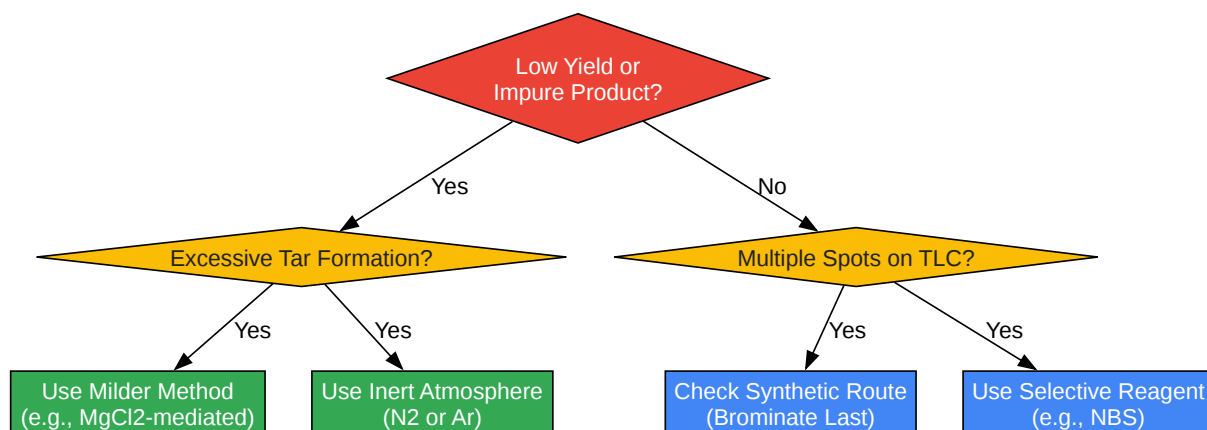 Low Yield or
Impure Product?
Yes
No
Excessive Tar Formation?
Multiple Spots on TLC?
Yes
Yes
Yes
Yes
Use Milder Method
(e.g., MgCl2-mediated)
Use Inert Atmosphere
(N2 or Ar)
Check Synthetic Route
(Brominate Last)
Use Selective Reagent
(e.g., NBS)